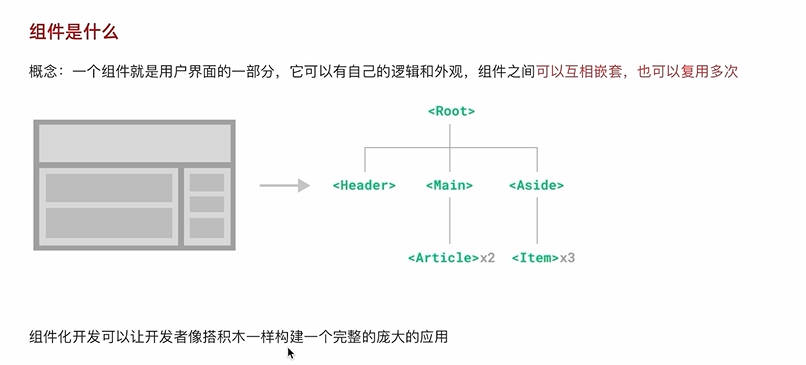 组件是什么
概念：一个组件就是用户界面的一部分，它可以有自己的逻辑和外观，组件之间可以互相嵌套，也可以复用多次
<Root>
<Header> <Main> <Aside>
<Article>x2 <Item>x3
组件化开发可以让开发者像搭积木一样构建一个完整的庞大的应用